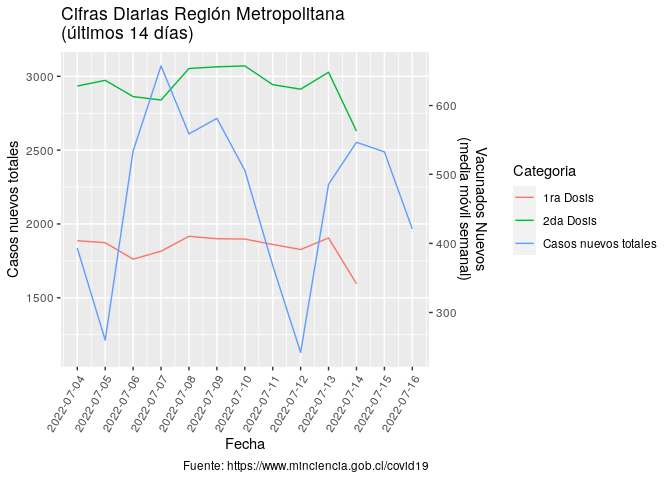 Cifras Diarias Región Metropolitana
(últimos 14 días)
Casos nuevos totales
3000
2500
2000
1500
600
500
400
300
Vacunados Nuevos
(media móvil semanal)
2022-07-04
2022-07-05
2022-07-06
2022-07-07
2022-07-08
2022-07-09
2022-07-10
2022-07-11
2022-07-12
2022-07-13
2022-07-14
2022-07-15
2022-07-16
Fecha
Categoria
1ra Dosis
2da Dosis
Casos nuevos totales
Fuente: https://www.minciencia.gob.cl/covid19